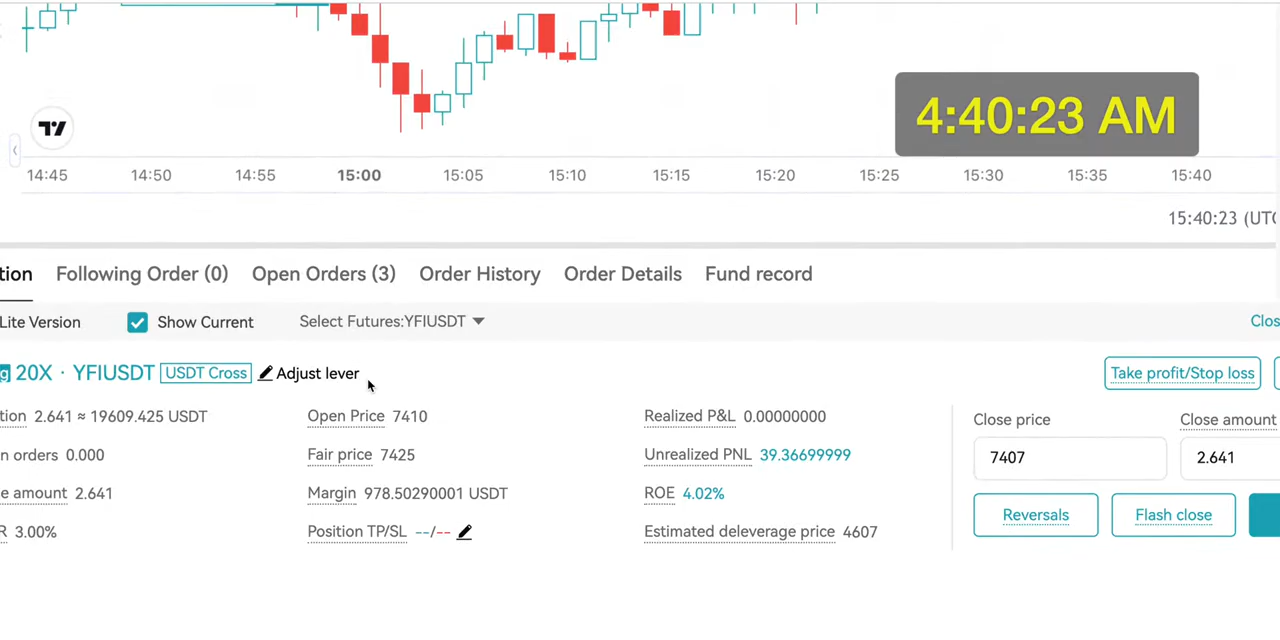 4:40:23 AM
14:45 14:50 14:55 15:00 15:05 15:10 15:15 15:20 15:25 15:30 15:35 15:40
15:40:23 (UTC
tion Following Order (0) Open Orders (3) Order History Order Details Fund record
Lite Version Show Current Select Futures:YFIUSDT Clos
g 20X · YFIUSDT USDT Cross Adjust lever Take profit/Stop loss
tion 2.641 ≈ 19609.425 USDT Open Price 7410 Realized P&L 0.00000000 Close price Close amount
n orders 0.000 Fair price 7425 Unrealized PNL 39.36699999 7407 2.641
e amount 2.641 Margin 978.50290001 USDT ROE 4.02% Reversals Flash close
R 3.00% Position TP/SL --/-- Estimated deleverage price 4607